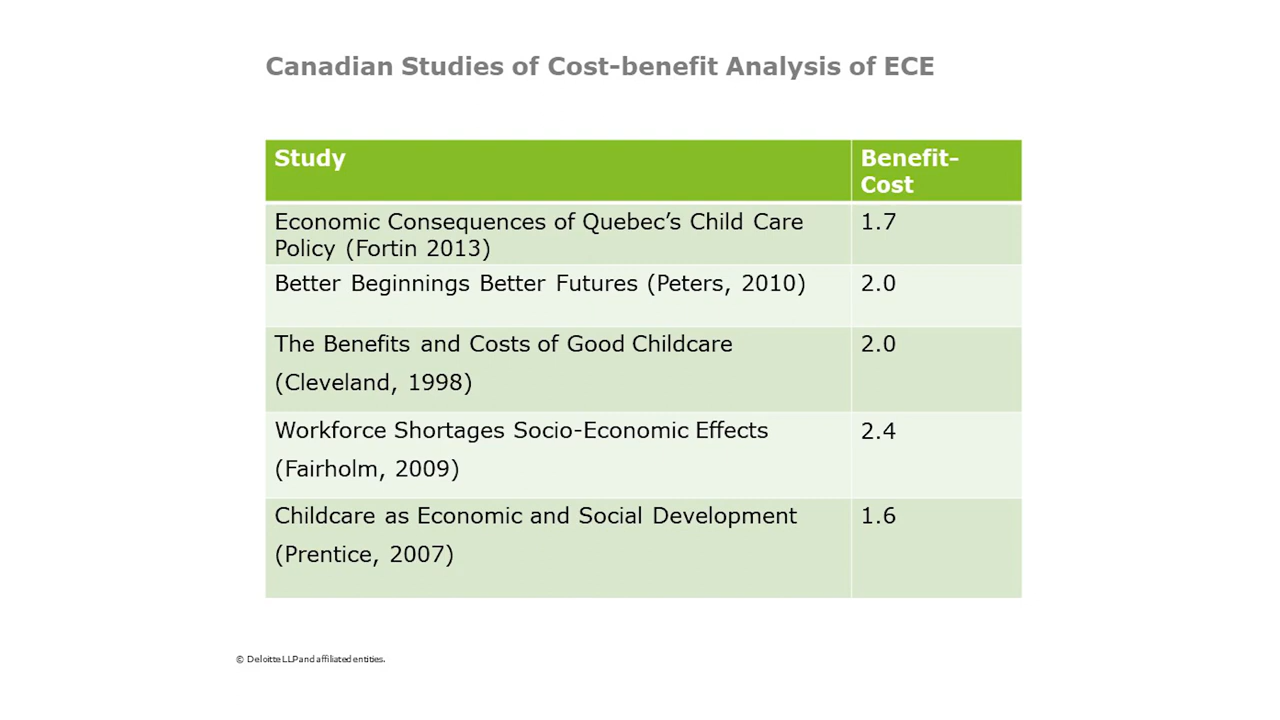 Canadian Studies of Cost-benefit Analysis of ECE
Study
Benefit-
Cost
Economic Consequences of Quebec’s Child Care
Policy (Fortin 2013)
1.7
Better Beginnings Better Futures (Peters, 2010)
2.0
The Benefits and Costs of Good Childcare
(Cleveland, 1998)
2.0
Workforce Shortages Socio-Economic Effects
(Fairholm, 2009)
2.4
Childcare as Economic and Social Development
(Prentice, 2007)
1.6
© Deloitte LLP and affiliated entities.